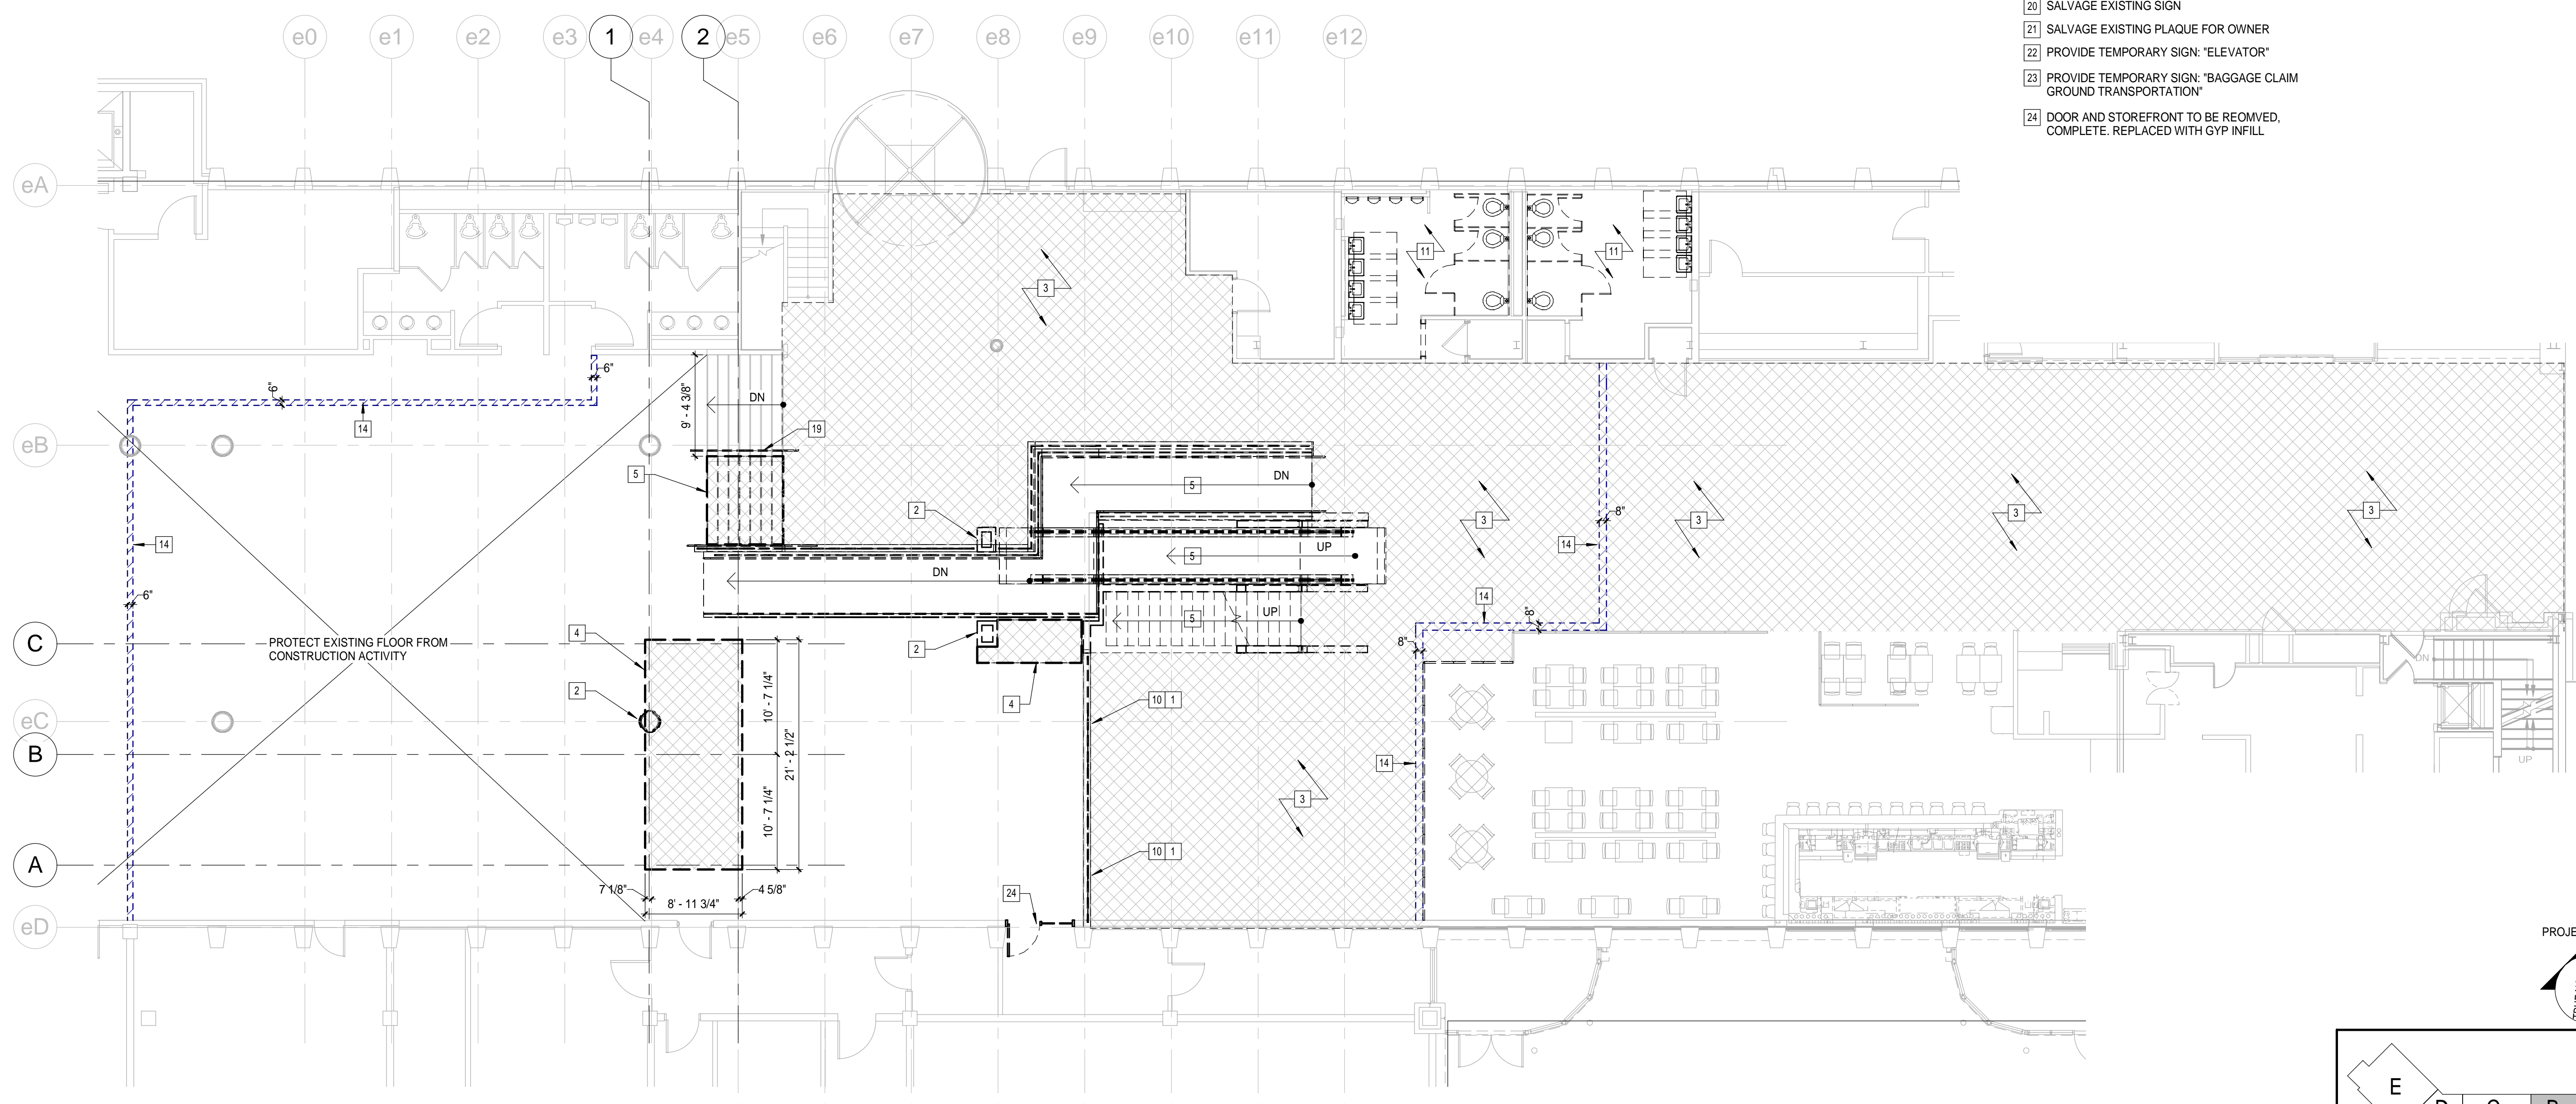 20 SALVAGE EXISTING SIGN
21 SALVAGE EXISTING PLAQUE FOR OWNER
22 PROVIDE TEMPORARY SIGN: "ELEVATOR"
23 PROVIDE TEMPORARY SIGN: "BAGGAGE CLAIM
GROUND TRANSPORTATION"
24 DOOR AND STOREFRONT TO BE REOMVED,
COMPLETE. REPLACED WITH GYP INFILL
e0 e1 e2 e3 1 e4 2 e5 e6 e7 e8 e9 e10 e11 e12
eA
11 11
3
6"
6"
9' - 4 3/8"
DN
14
19
eB
5
DN
5
2
3 3 3 3
8"
14
14
UP
5
DN
6"
14
8"
UP
5
4
8"
C
PROTECT EXISTING FLOOR FROM
CONSTRUCTION ACTIVITY
2
DN
2
10' - 7 1/4"
4
10 1
eC
21' - 2 1/2"
B
14
UP
3
10' - 7 1/4"
10 1
A
7 1/8"
4 5/8"
24
8' - 11 3/4"
eD
E